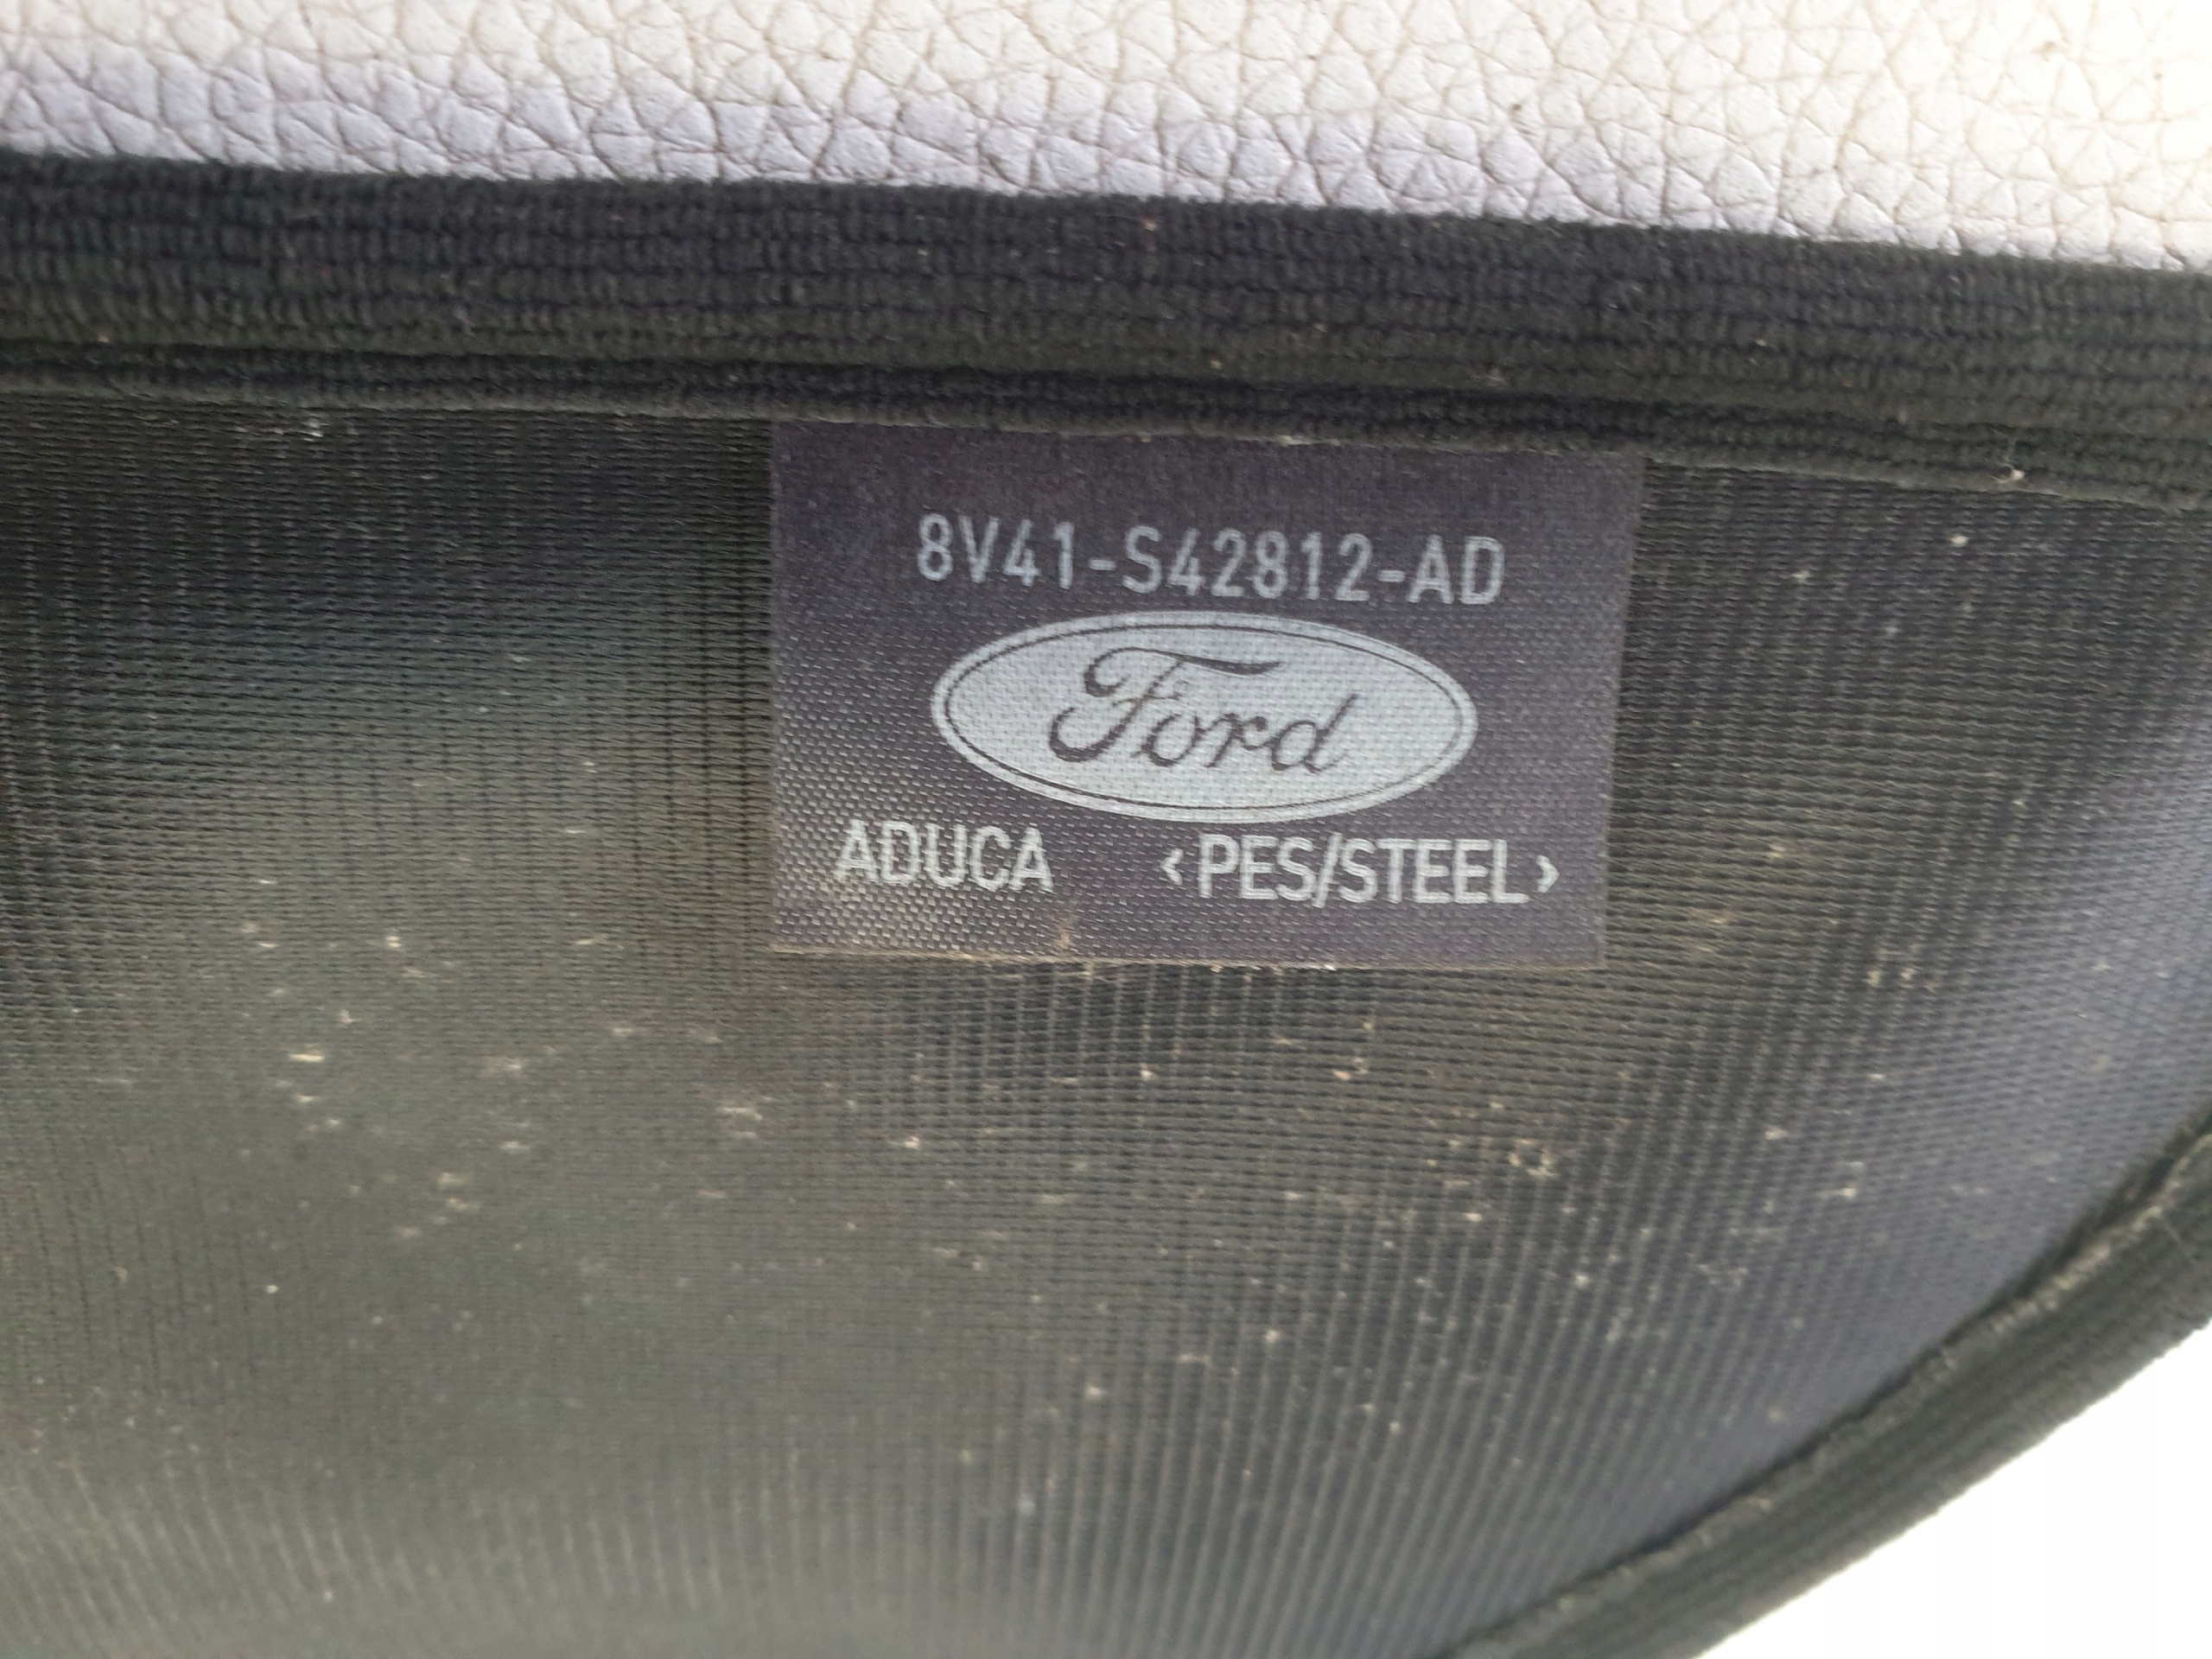 8V41-S42812-AD
Ford
ADUCA ‹PES/STEEL›